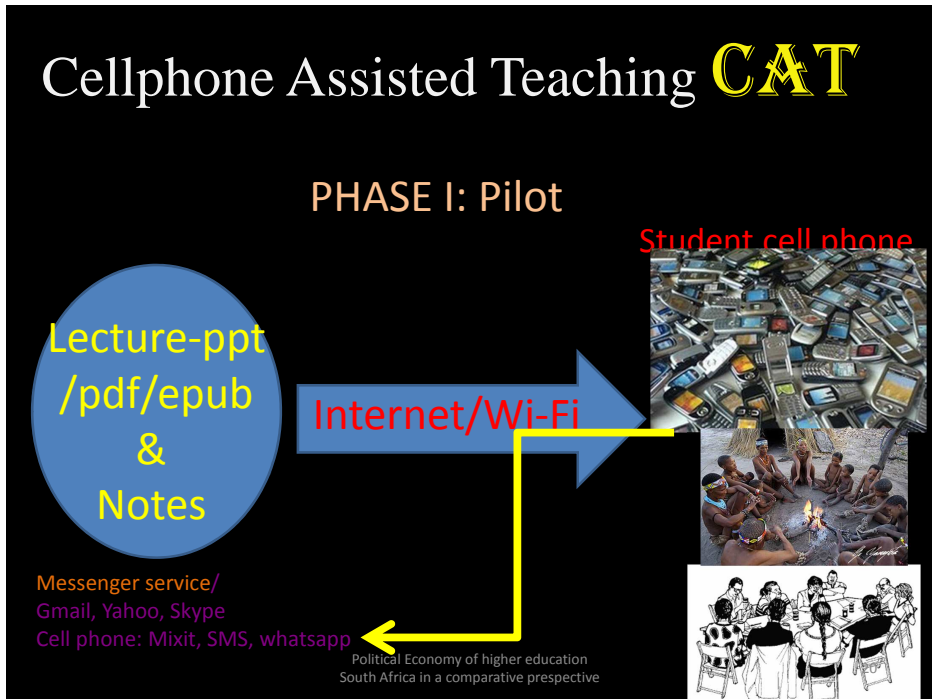 Cellphone Assisted Teaching CAT
PHASE I: Pilot
Student cell phone
Lecture-ppt
/pdf/epub
&
Notes
Internet/Wi-Fi
Messenger service/
Gmail, Yahoo, Skype
Cell phone: Mixit, SMS, whatsapp
Political Economy of higher education
South Africa in a comparative prespective